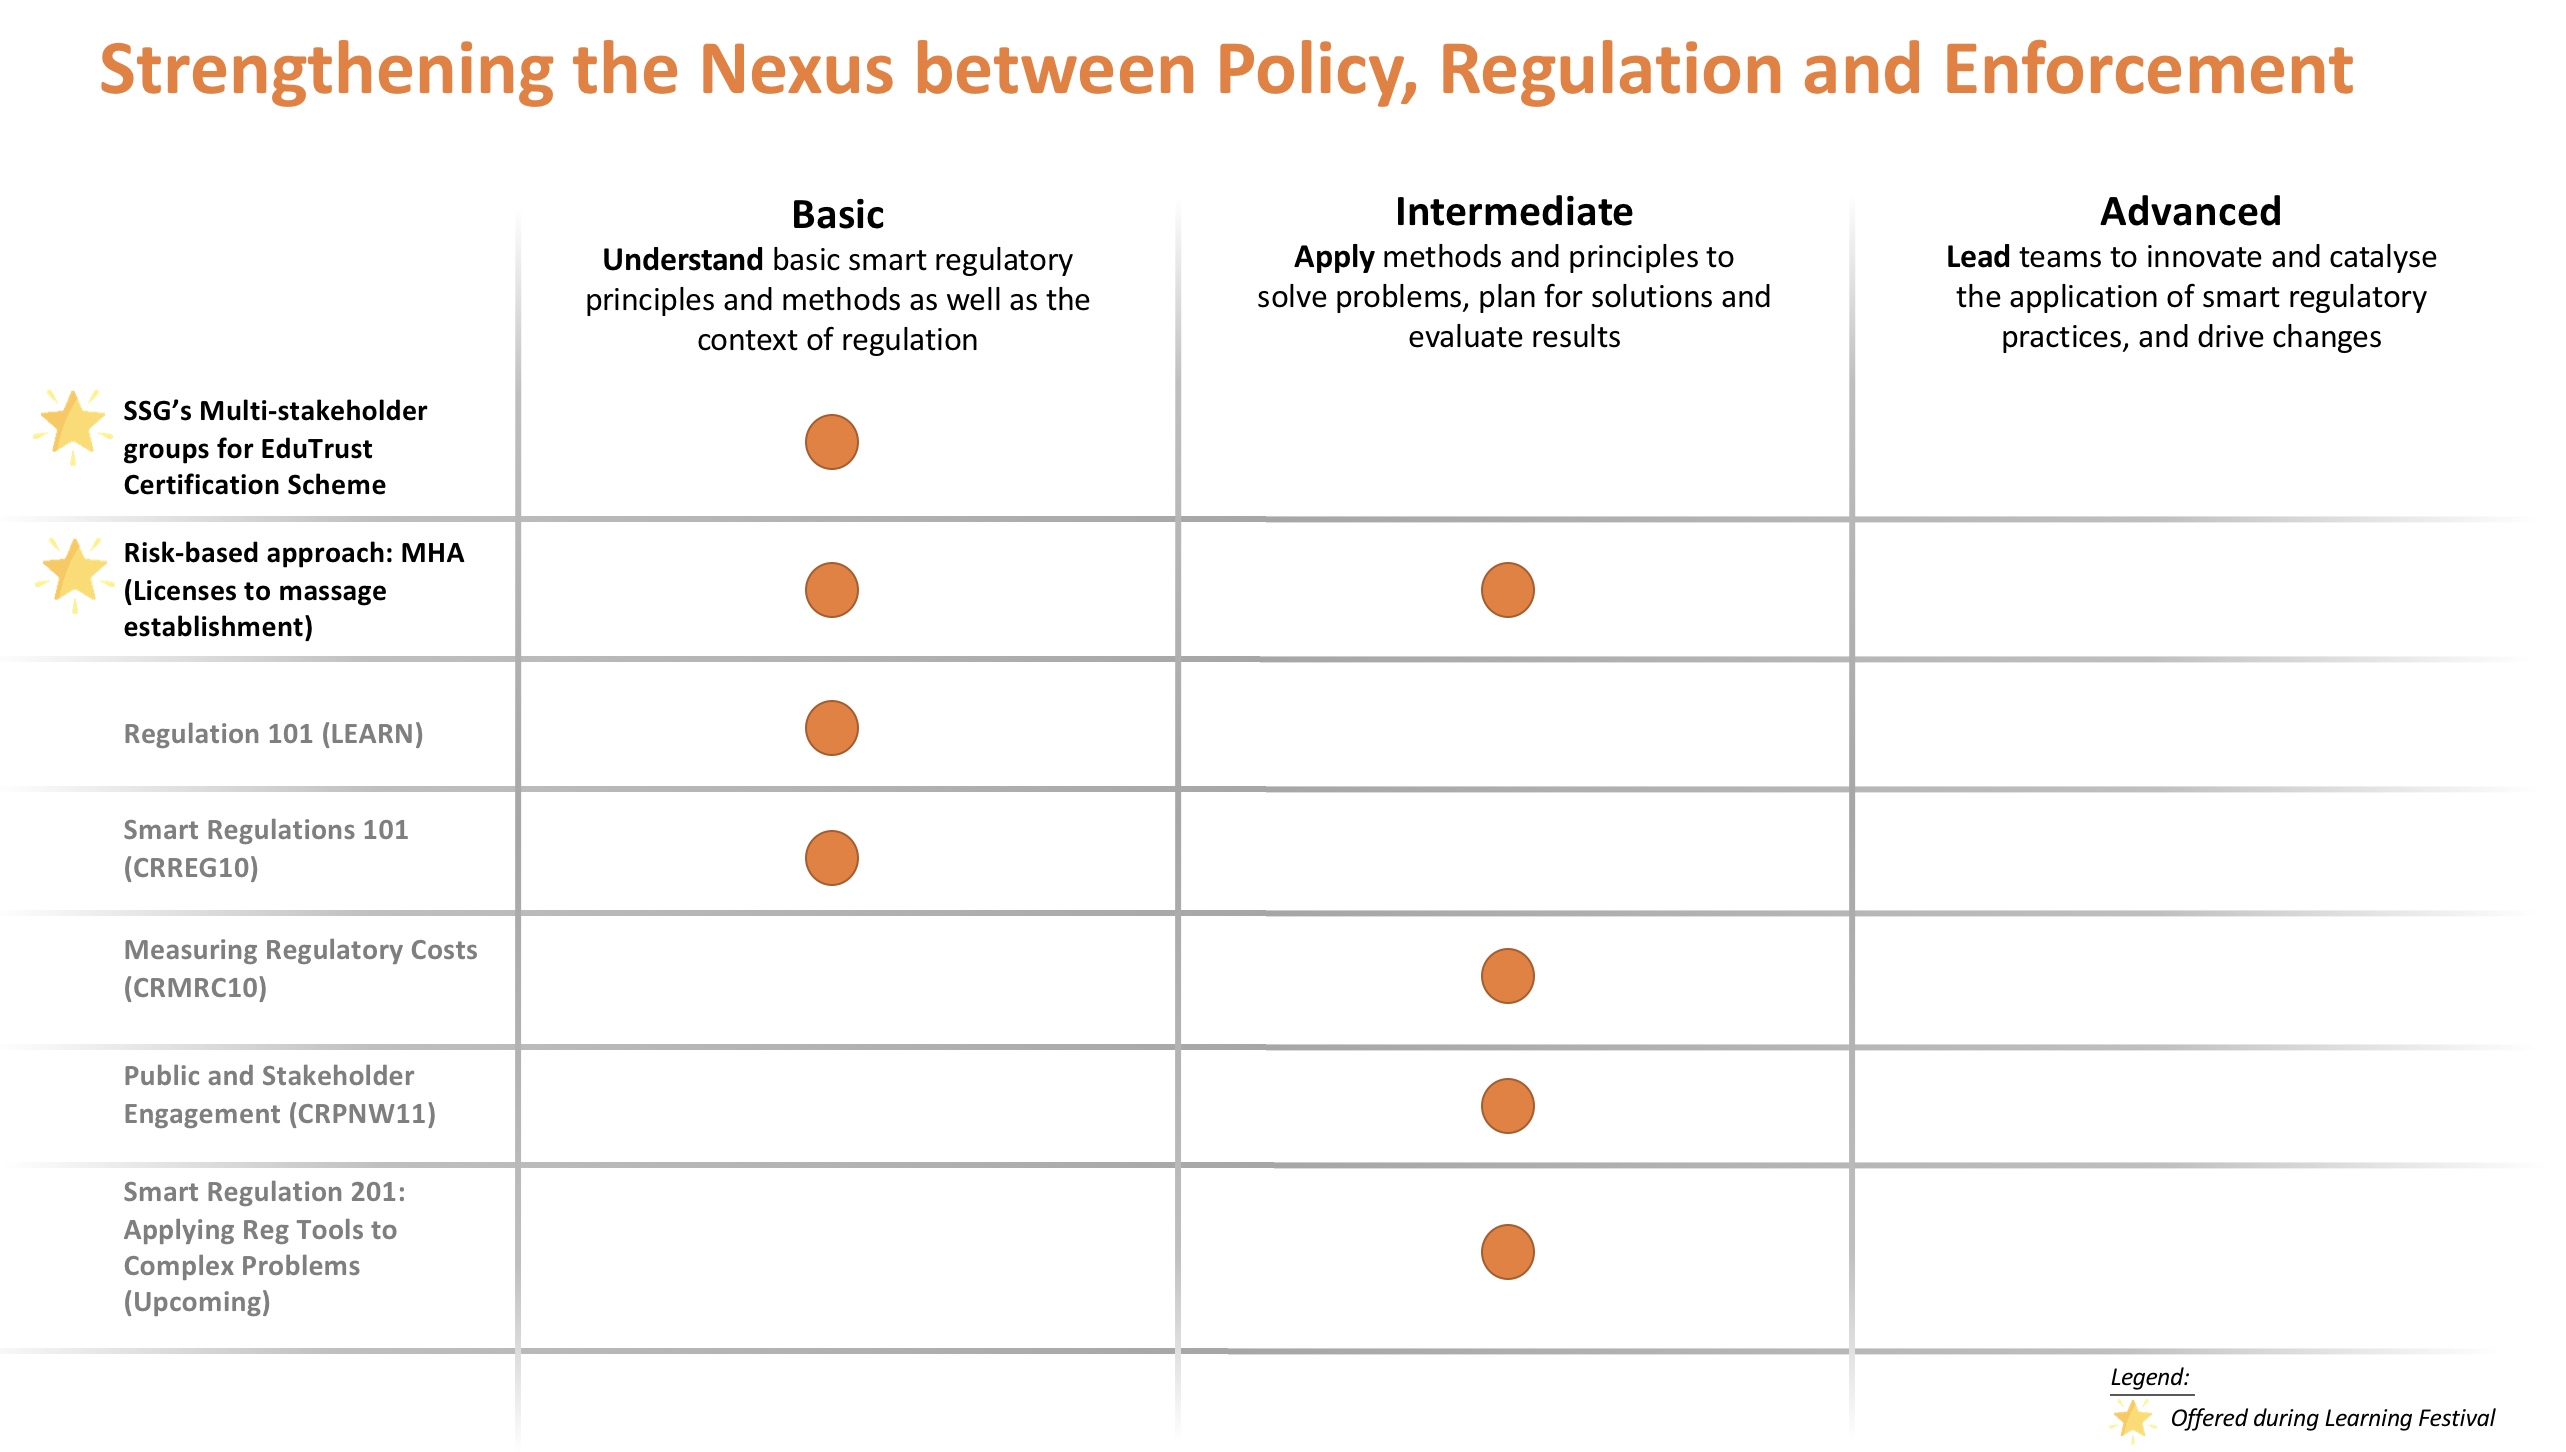 Strengthening the Nexus between Policy, Regulation and Enforcement
Basic
Understand basic smart regulatory
principles and methods as well as the
context of regulation
Intermediate
Apply methods and principles to
solve problems, plan for solutions and
evaluate results
Advanced
Lead teams to innovate and catalyse
the application of smart regulatory
practices, and drive changes
SSG’s Multi-stakeholder
groups for EduTrust
Certification Scheme
Risk-based approach: MHA
(Licenses to massage
establishment)
Regulation 101 (LEARN)
Smart Regulations 101
(CRREG10)
Measuring Regulatory Costs
(CRMRC10)
Public and Stakeholder
Engagement (CRPNW11)
Smart Regulation 201:
Applying Reg Tools to
Complex Problems
(Upcoming)
Legend:
Offered during Learning Festival